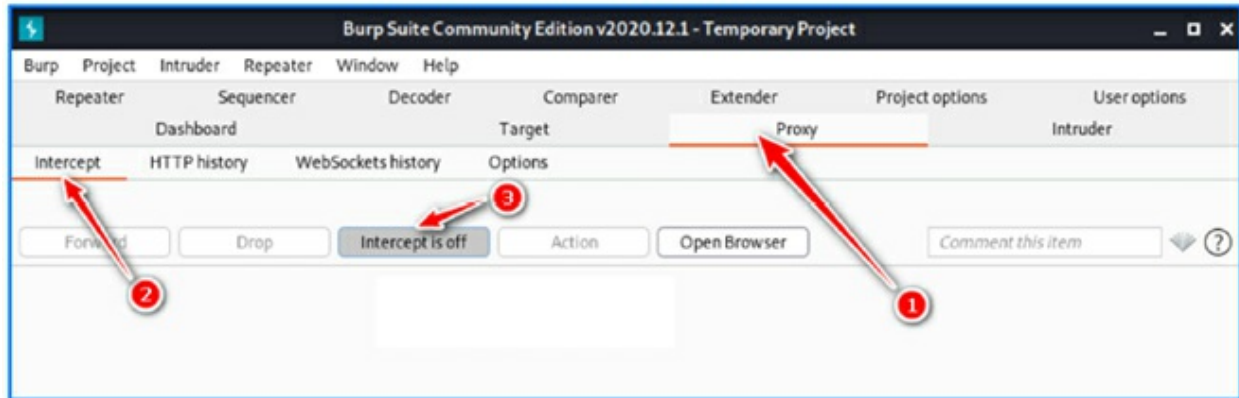 Burp Suite Community Edition v2020.12.1 - Temporary Project
Burp Project Intruder Repeater Window Help
Repeater Sequencer Decoder Comparer Extender Project options User options
Dashboard Target Proxy Intruder
Intercept HTTP history WebSockets history Options
3
Forward Drop Intercept is off Action Open Browser Comment this item ?
2 1